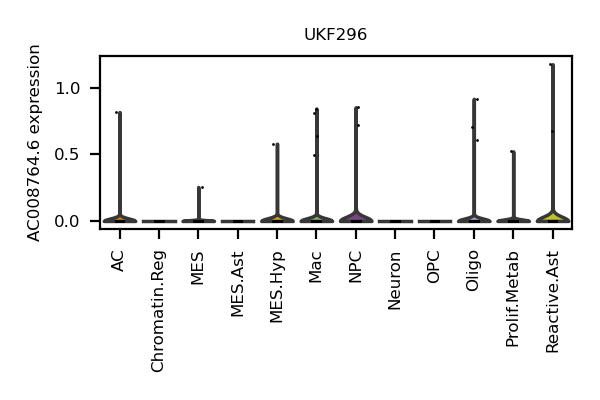 UKF296
AC008764.6 expression
1.0
0.5
0.0
AC
Chromatin.Reg
MES
MES.Ast
MES.Hyp
Mac
NPC
Neuron
OPC
Oligo
Prolif.Metab
Reactive.Ast